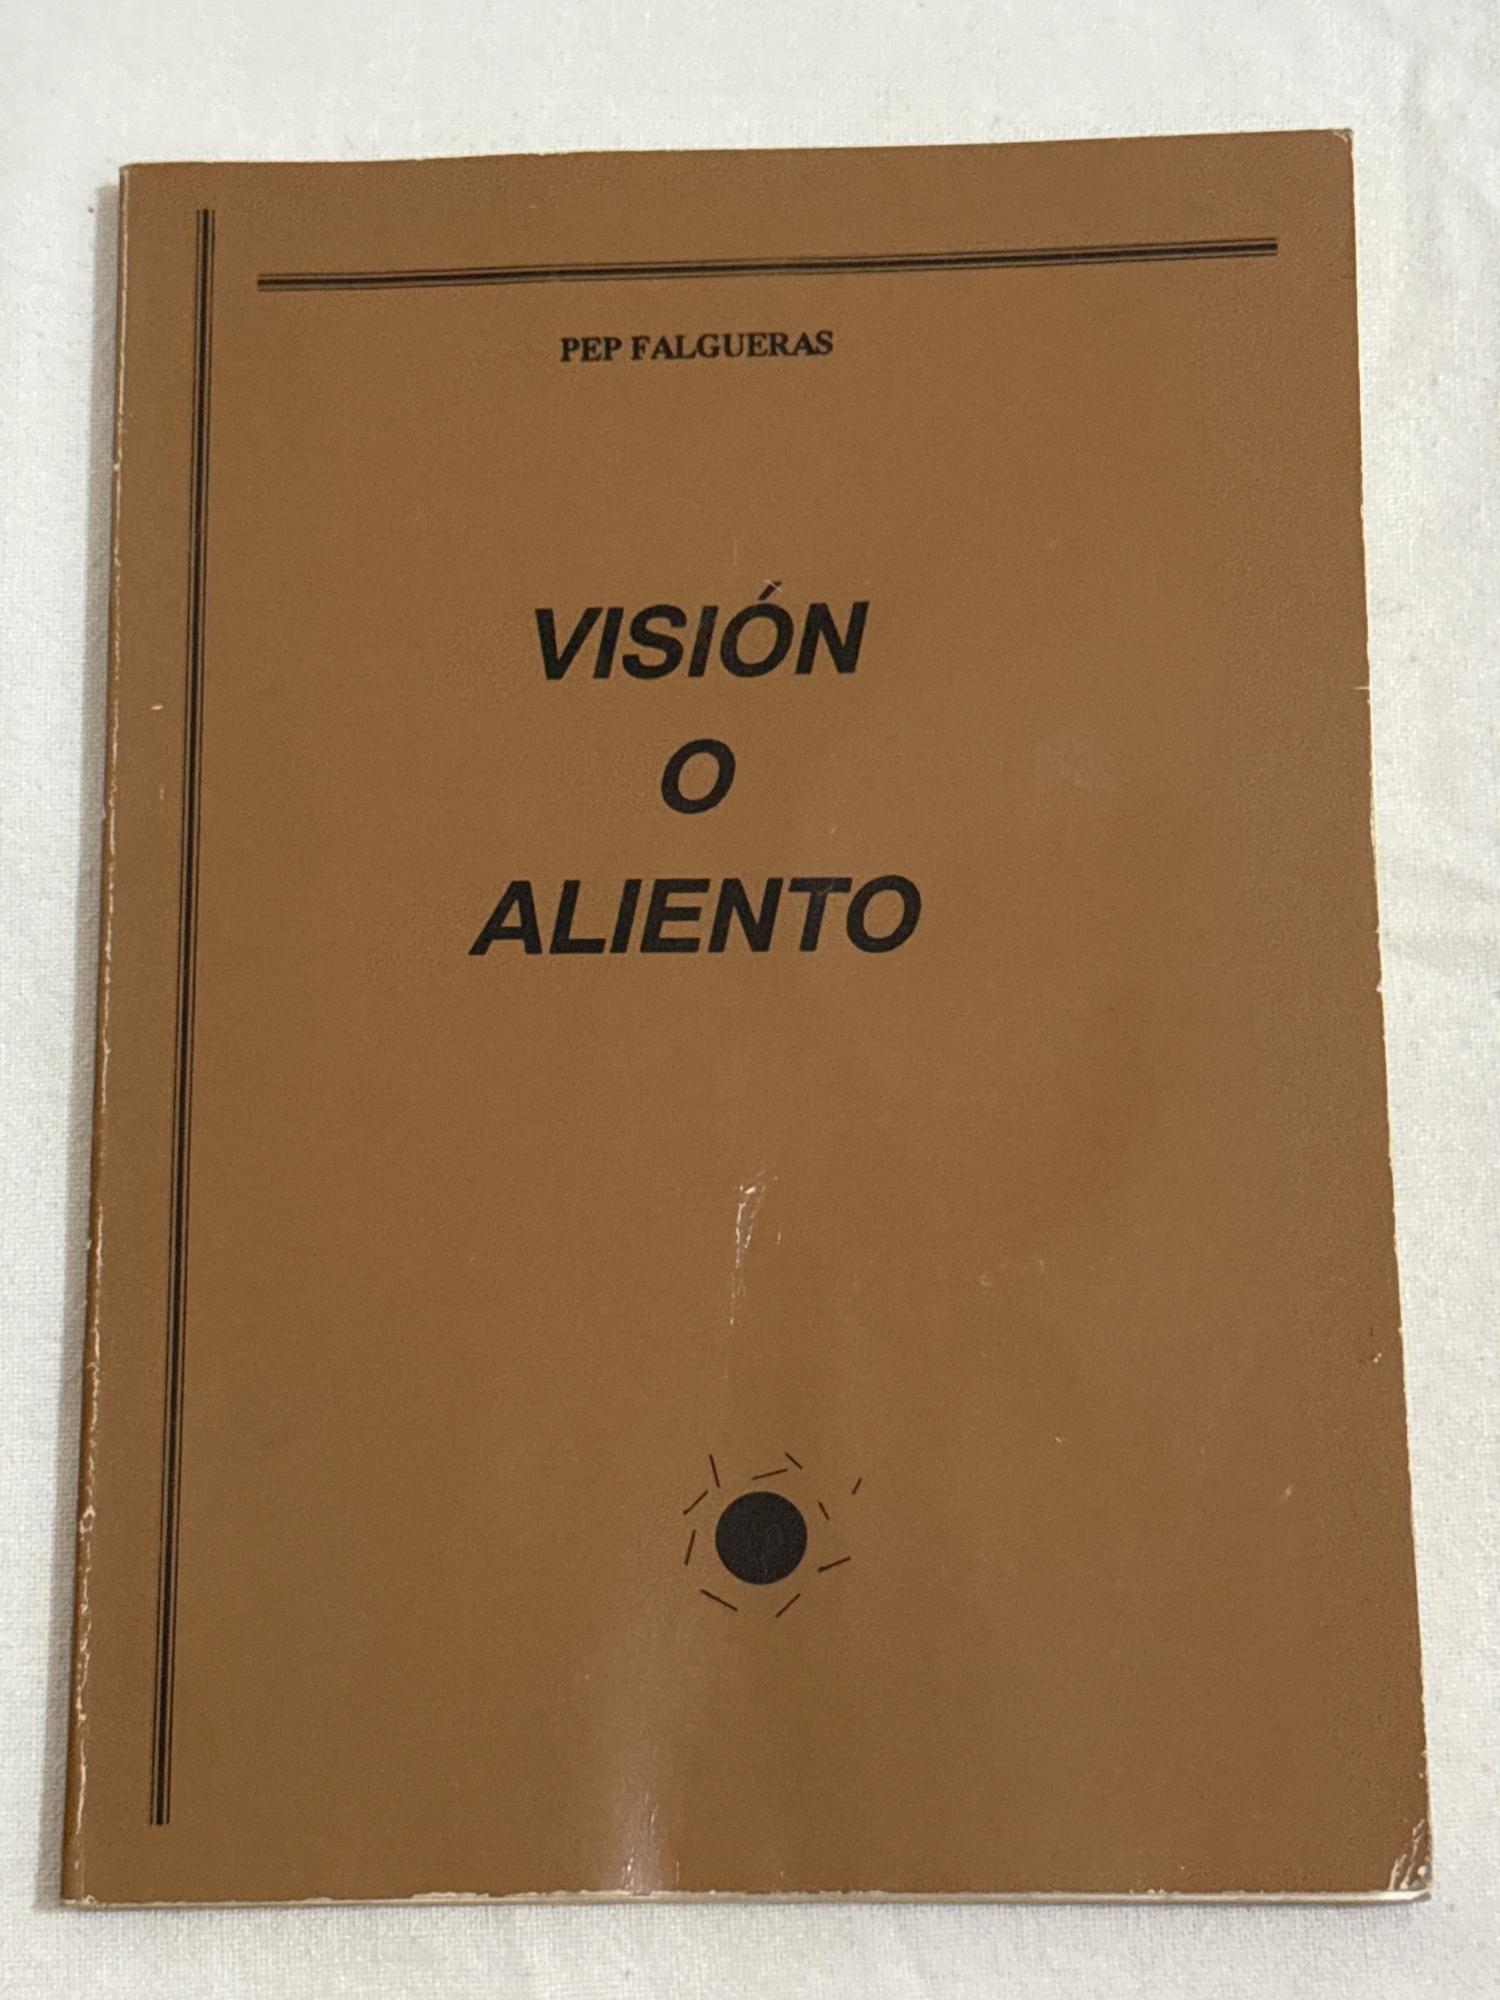 PEP FALGUERAS
VISIÓN
O
ALIENTO